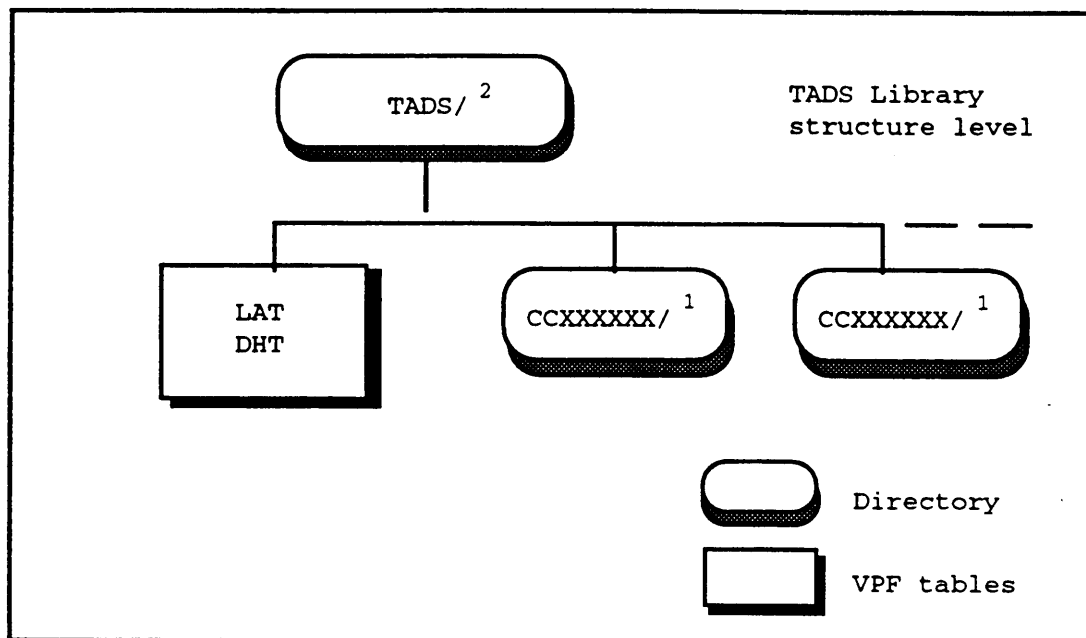 TADS/ 2
TADS Library
structure level
LAT
DHT
CCXXXXXX/ 1
CCXXXXXX/ 1
Directory
VPF tables